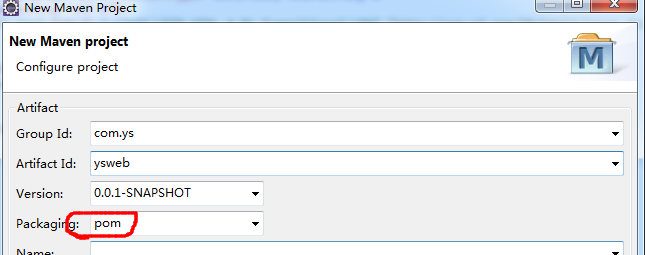 New Maven Project
New Maven project
Configure project
M
Artifact
Group Id: com.ys
Artifact Id: ysweb
Version: 0.0.1-SNAPSHOT
Packaging: pom
Name: